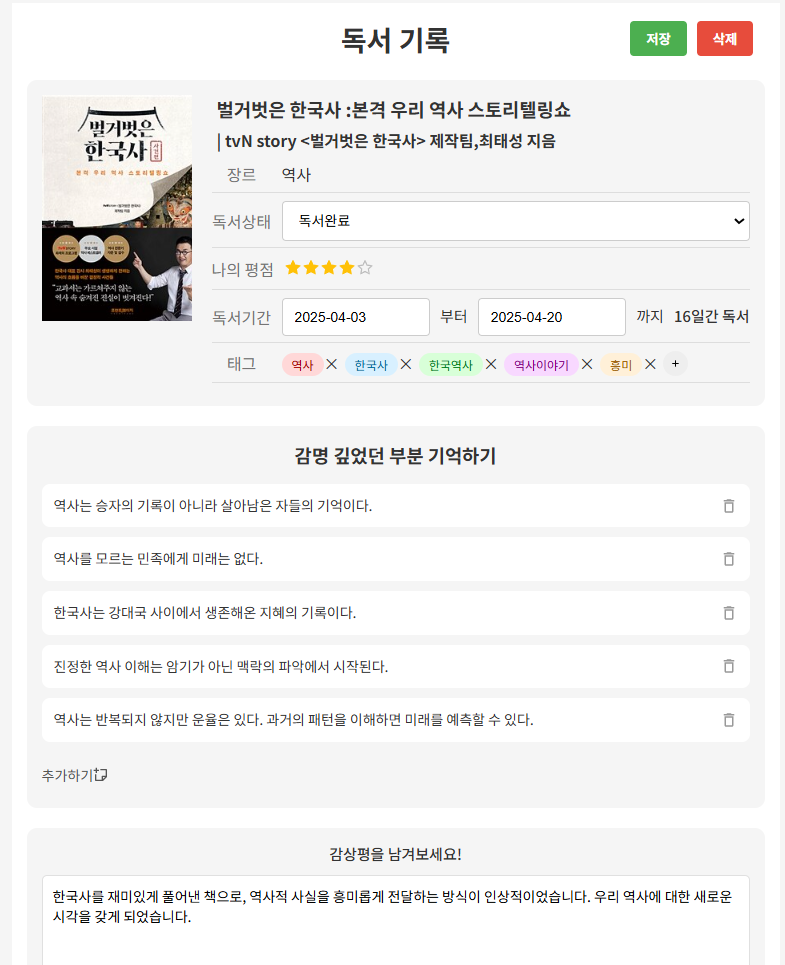 독서 기록
저장
삭제
벌거벗은
한국사
사건편
본격 우리 역사 스토리텔링쇼
"교과서는 가르쳐주지 않는
역사 속 숨겨진 진실이 벗겨진다!"
벌거벗은 한국사 :본격 우리 역사 스토리텔링쇼
| tvN story <벌거벗은 한국사> 제작팀,최태성 지음
장르 역사
독서상태 독서완료
나의 평점
독서기간 2025-04-03 부터 2025-04-20 까지 16일간 독서
태그 역사 한국사 한국역사 역사이야기 흥미 +
감명 깊었던 부분 기억하기
역사는 승자의 기록이 아니라 살아남은 자들의 기억이다.
역사를 모르는 민족에게 미래는 없다.
한국사는 강대국 사이에서 생존해온 지혜의 기록이다.
진정한 역사 이해는 암기가 아닌 맥락의 파악에서 시작된다.
역사는 반복되지 않지만 운율은 있다. 과거의 패턴을 이해하면 미래를 예측할 수 있다.
추가하기
감상평을 남겨보세요!
한국사를 재미있게 풀어낸 책으로, 역사적 사실을 흥미롭게 전달하는 방식이 인상적이었습니다. 우리 역사에 대한 새로운
시각을 갖게 되었습니다.